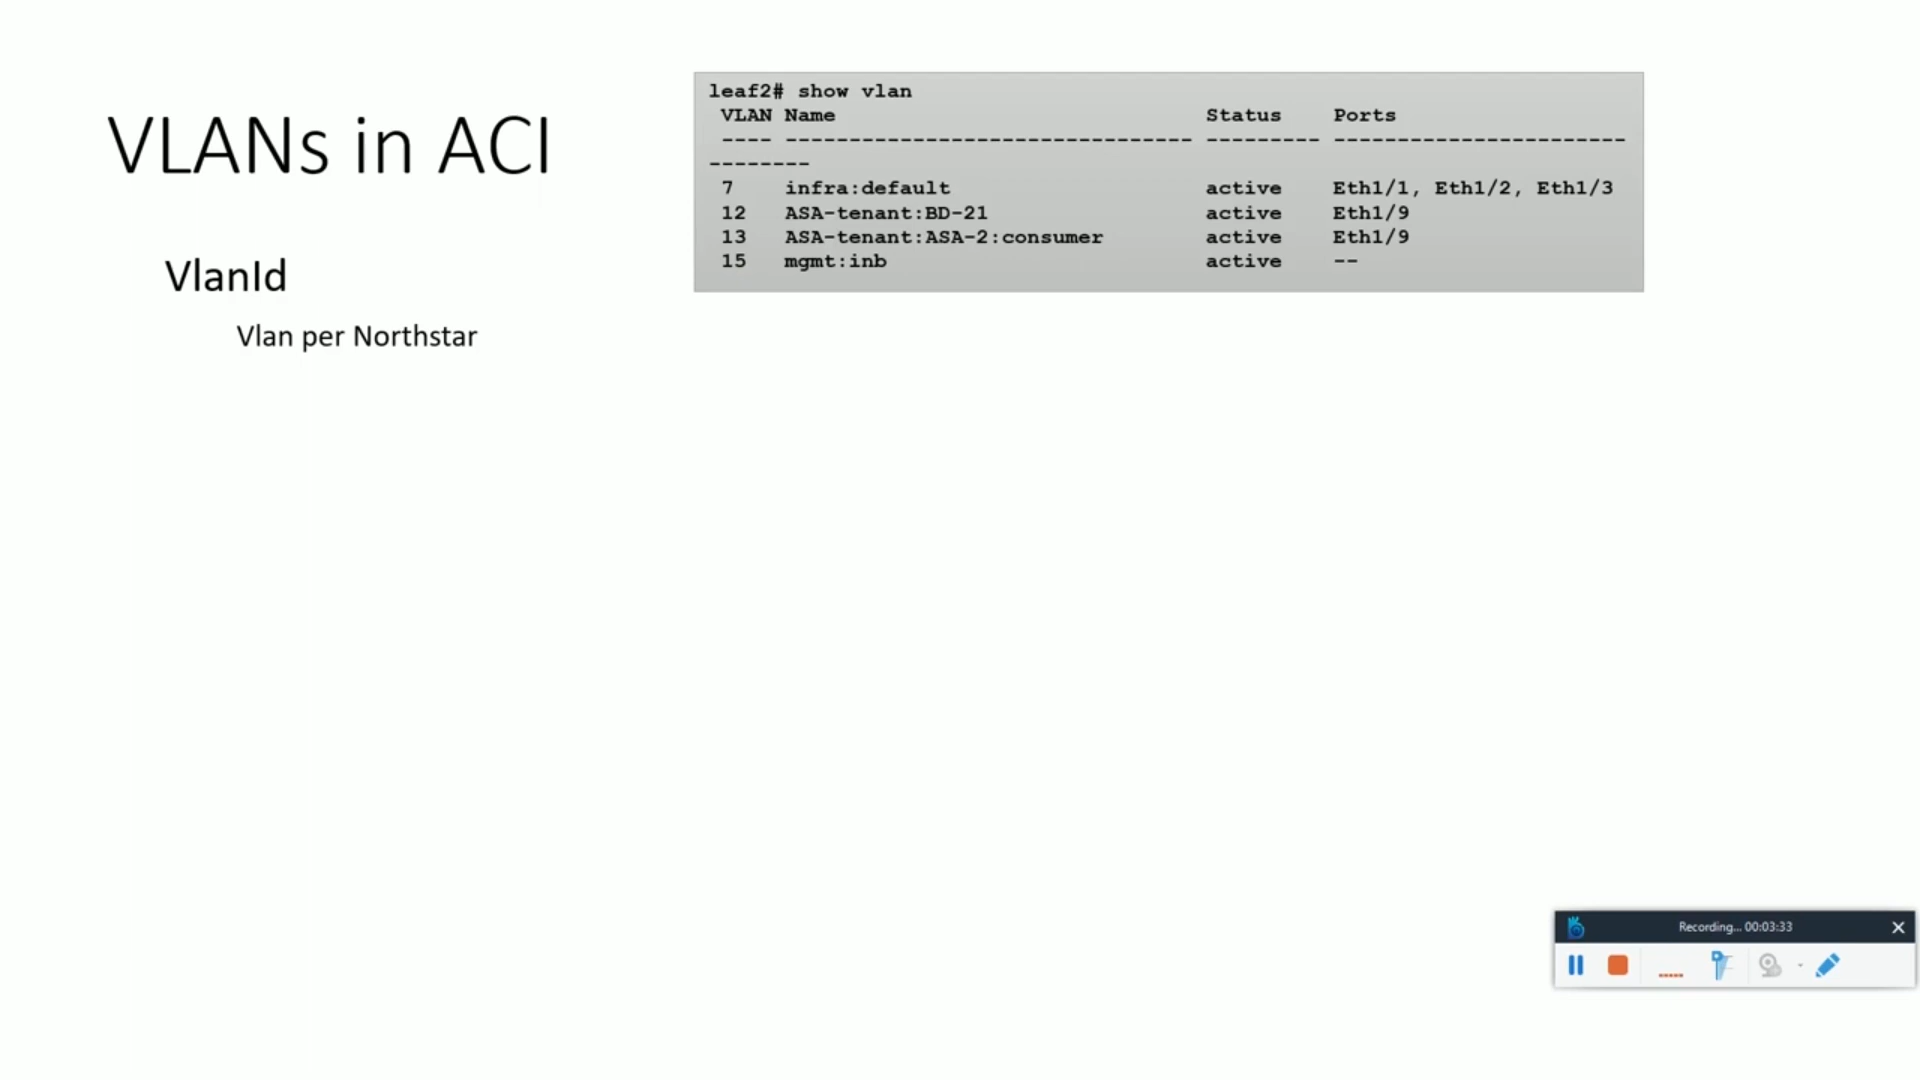 VLANs in ACI
VlanId
Vlan per Northstar
leaf2# show vlan
VLAN Name Status Ports
---- -------------------------------- --------- -----------------------
--------
7 infra:default active Eth1/1, Eth1/2, Eth1/3
12 ASA-tenant:BD-21 active Eth1/9
13 ASA-tenant:ASA-2:consumer active Eth1/9
15 mgmt:inb active --
Recording... 00:03:33